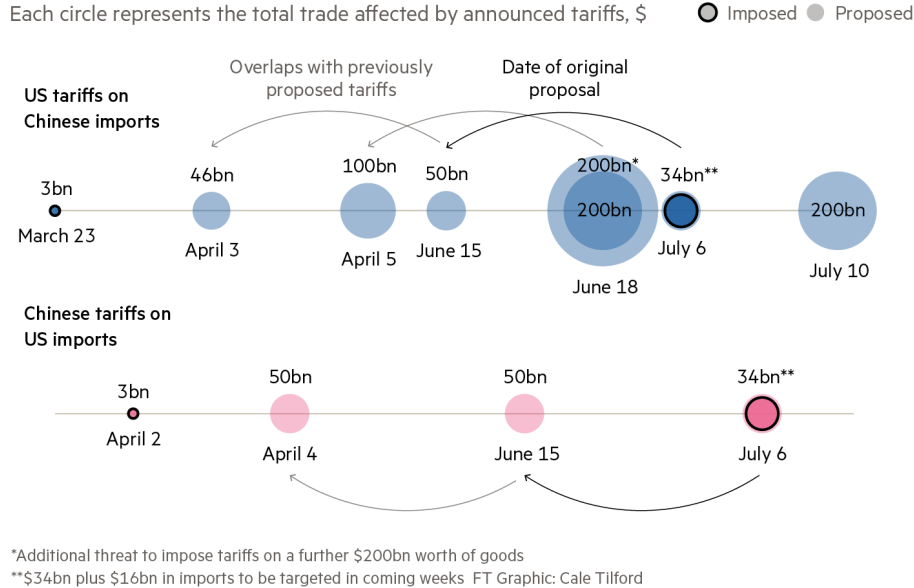 Each circle represents the total trade affected by announced tariffs, $
Imposed
Proposed
Overlaps with previously
proposed tariffs
Date of original
proposal
US tariffs on
Chinese imports
3bn
March 23
46bn
April 3
100bn
April 5
50bn
June 15
200bn*
200bn
June 18
34bn**
July 6
200bn
July 10
Chinese tariffs on
US imports
3bn
April 2
50bn
April 4
50bn
June 15
34bn**
July 6
*Additional threat to impose tariffs on a further $200bn worth of goods
**$34bn plus $16bn in imports to be targeted in coming weeks FT Graphic: Cale Tilford